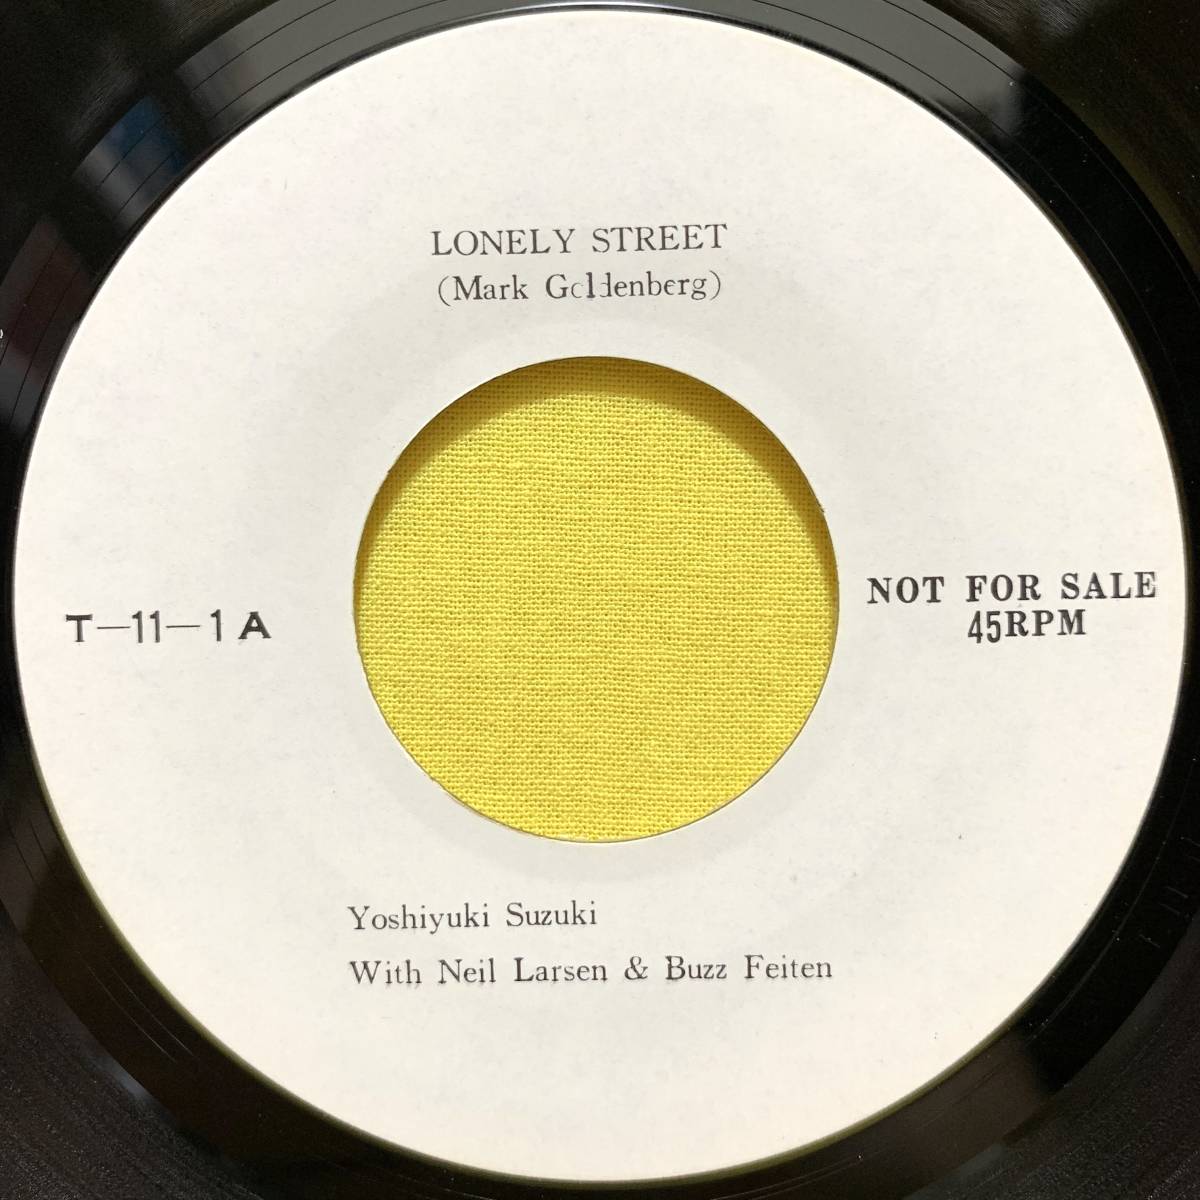 LONELY STREET
(Mark Goldenberg)
T—11—1A
NOT FOR SALE
45RPM
Yoshiyuki Suzuki
With Neil Larsen & Buzz Feiten